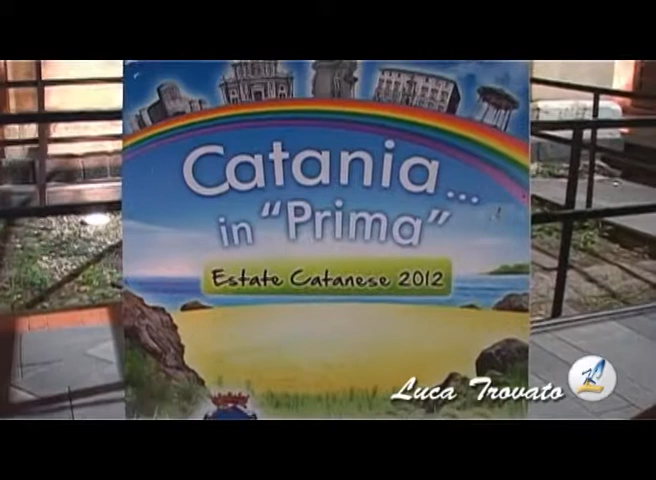 Catania...
in "Prima"
Estate Catanese 2012
Luca Trovato